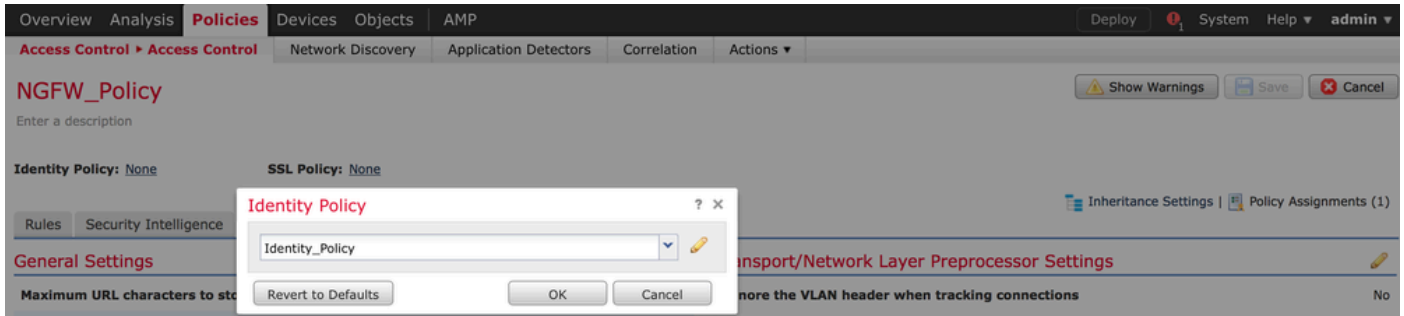 Overview Analysis Policies Devices Objects AMP Deploy 1 System Help admin
Access Control ▸ Access Control Network Discovery Application Detectors Correlation Actions
NGFW_Policy Show Warnings Save Cancel
Enter a description
Identity Policy: None SSL Policy: None
Inheritance Settings | Policy Assignments (1)
Identity Policy ? ×
Rules Security Intelligence
Identity_Policy
General Settings ansport/Network Layer Preprocessor Settings
Maximum URL characters to sto Revert to Defaults OK Cancel nore the VLAN header when tracking connections No